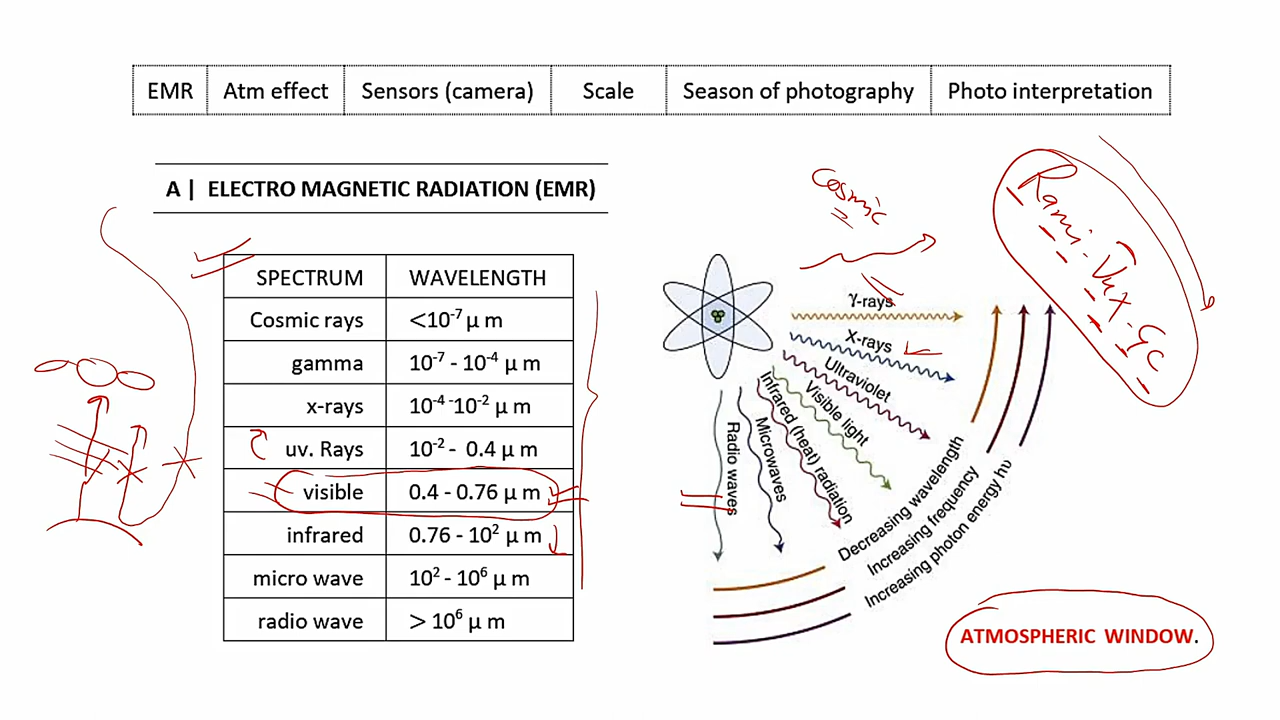 EMR Atm effect Sensors (camera) Scale Season of photography Photo interpretation
A | ELECTRO MAGNETIC RADIATION (EMR)
SPECTRUM WAVELENGTH
Cosmic rays <10⁻⁷ µ m
gamma 10⁻⁷ - 10⁻⁴ µ m
x-rays 10⁻⁴ ⁻10⁻² µ m
uv. Rays 10⁻² - 0.4 µ m
visible 0.4 - 0.76 µ m
infrared 0.76 - 10² µ m
micro wave 10² - 10⁶ µ m
radio wave > 10⁶ µ m
Cosmic
γ-rays
X-rays
Ultraviolet
Visible light
Infrared (heat) radiation
Microwaves
Radio waves
Decreasing wavelength
Increasing frequency
Increasing photon energy hυ
ATMOSPHERIC WINDOW.